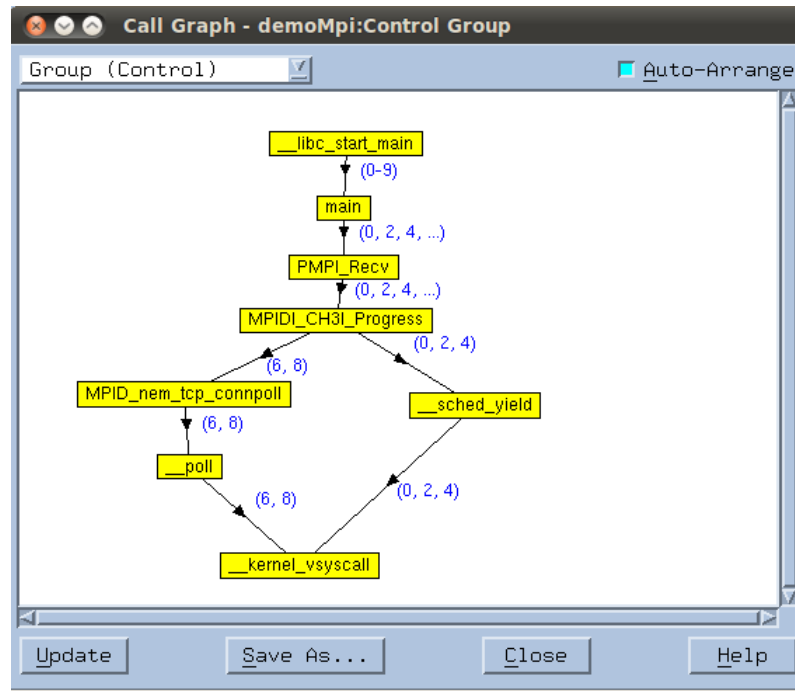 Call Graph - demoMpi:Control Group
Group (Control)
Auto-Arrange
__libc_start_main
(0-9)
main
(0, 2, 4, ...)
PMPI_Recv
(0, 2, 4, ...)
MPIDI_CH3I_Progress
(6, 8)
(0, 2, 4)
MPID_nem_tcp_connpoll
__sched_yield
(6, 8)
__poll
(6, 8)
(0, 2, 4)
__kernel_vsyscall
Update
Save As...
Close
Help